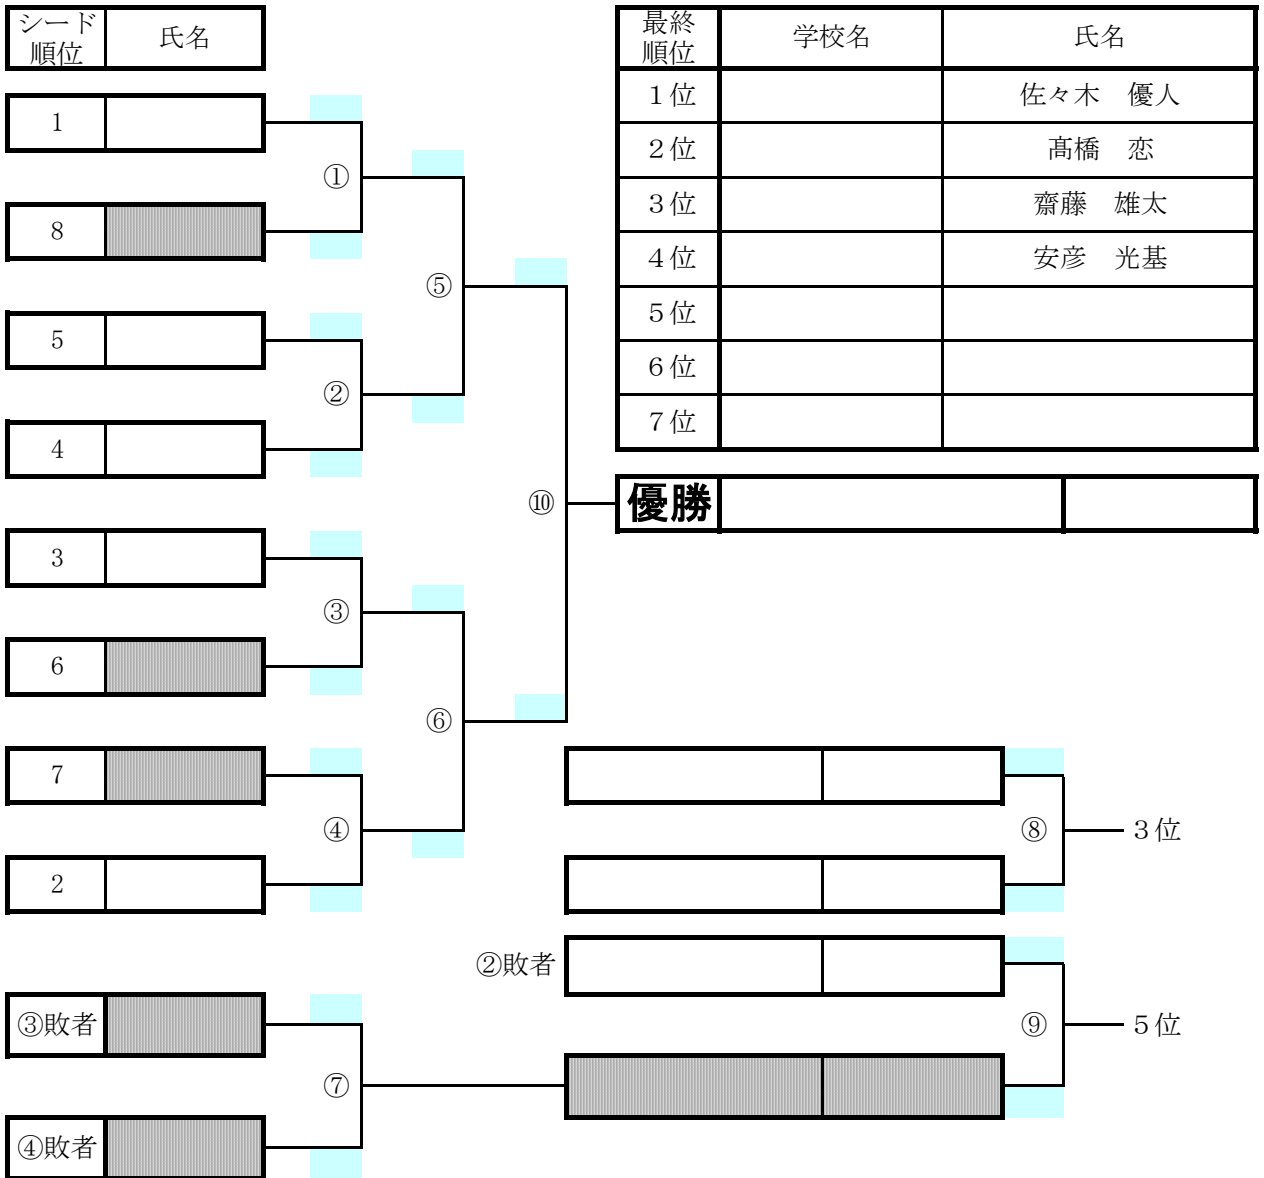 シード
順位
氏名
1
①
8
⑤
5
②
4
⑩
3
③
6
⑥
7
④
2
最終
順位
学校名
氏名
１位
佐々木　優人
２位
髙橋　恋
３位
齋藤　雄太
４位
安彦　光基
５位
６位
７位
優勝
⑧
３位
②敗者
⑨
５位
③敗者
⑦
④敗者